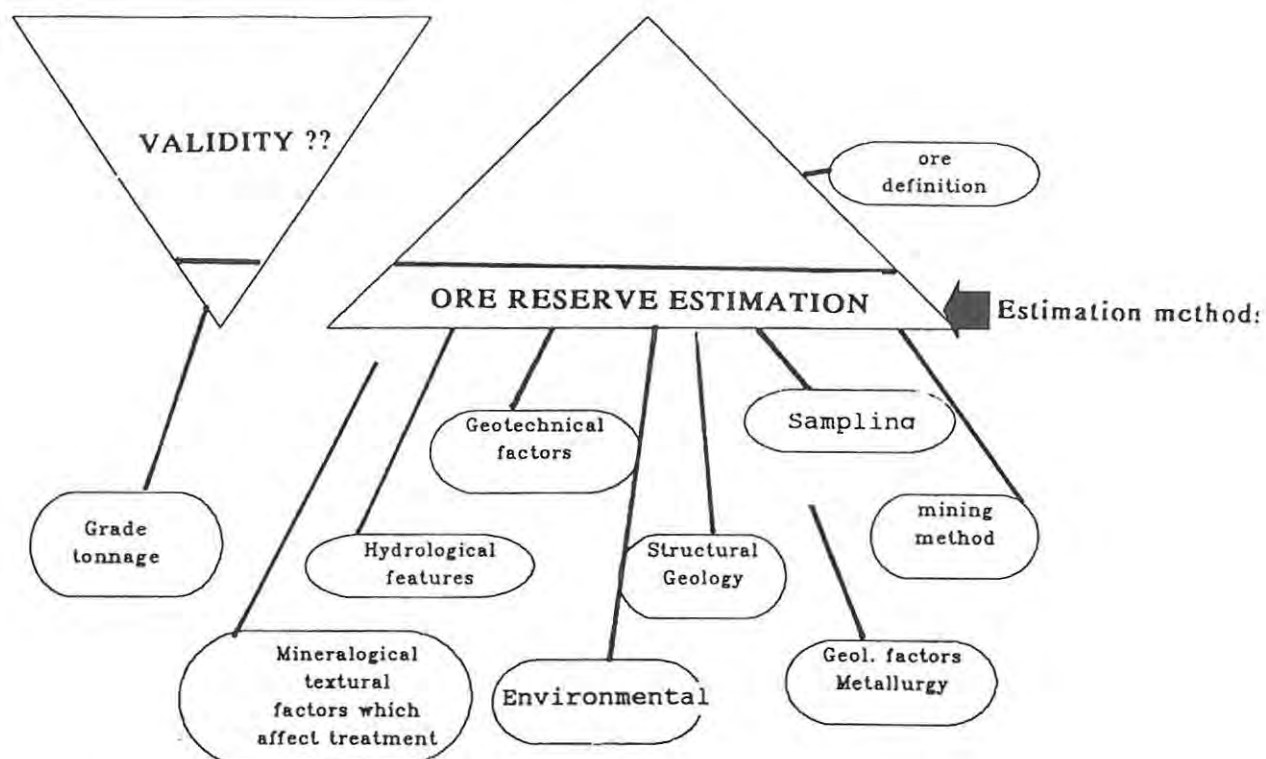 VALIDITY ??
ore
definition
ORE RESERVE ESTIMATION
Estimation method:
Geotechnical
factors
Sampling
Grade
tonnage
Hydrological
features
Structural
Geology
mining
method
Mineralogical
textural
factors which
affect treatment
Environmental
Geol. factors
Metallurgy